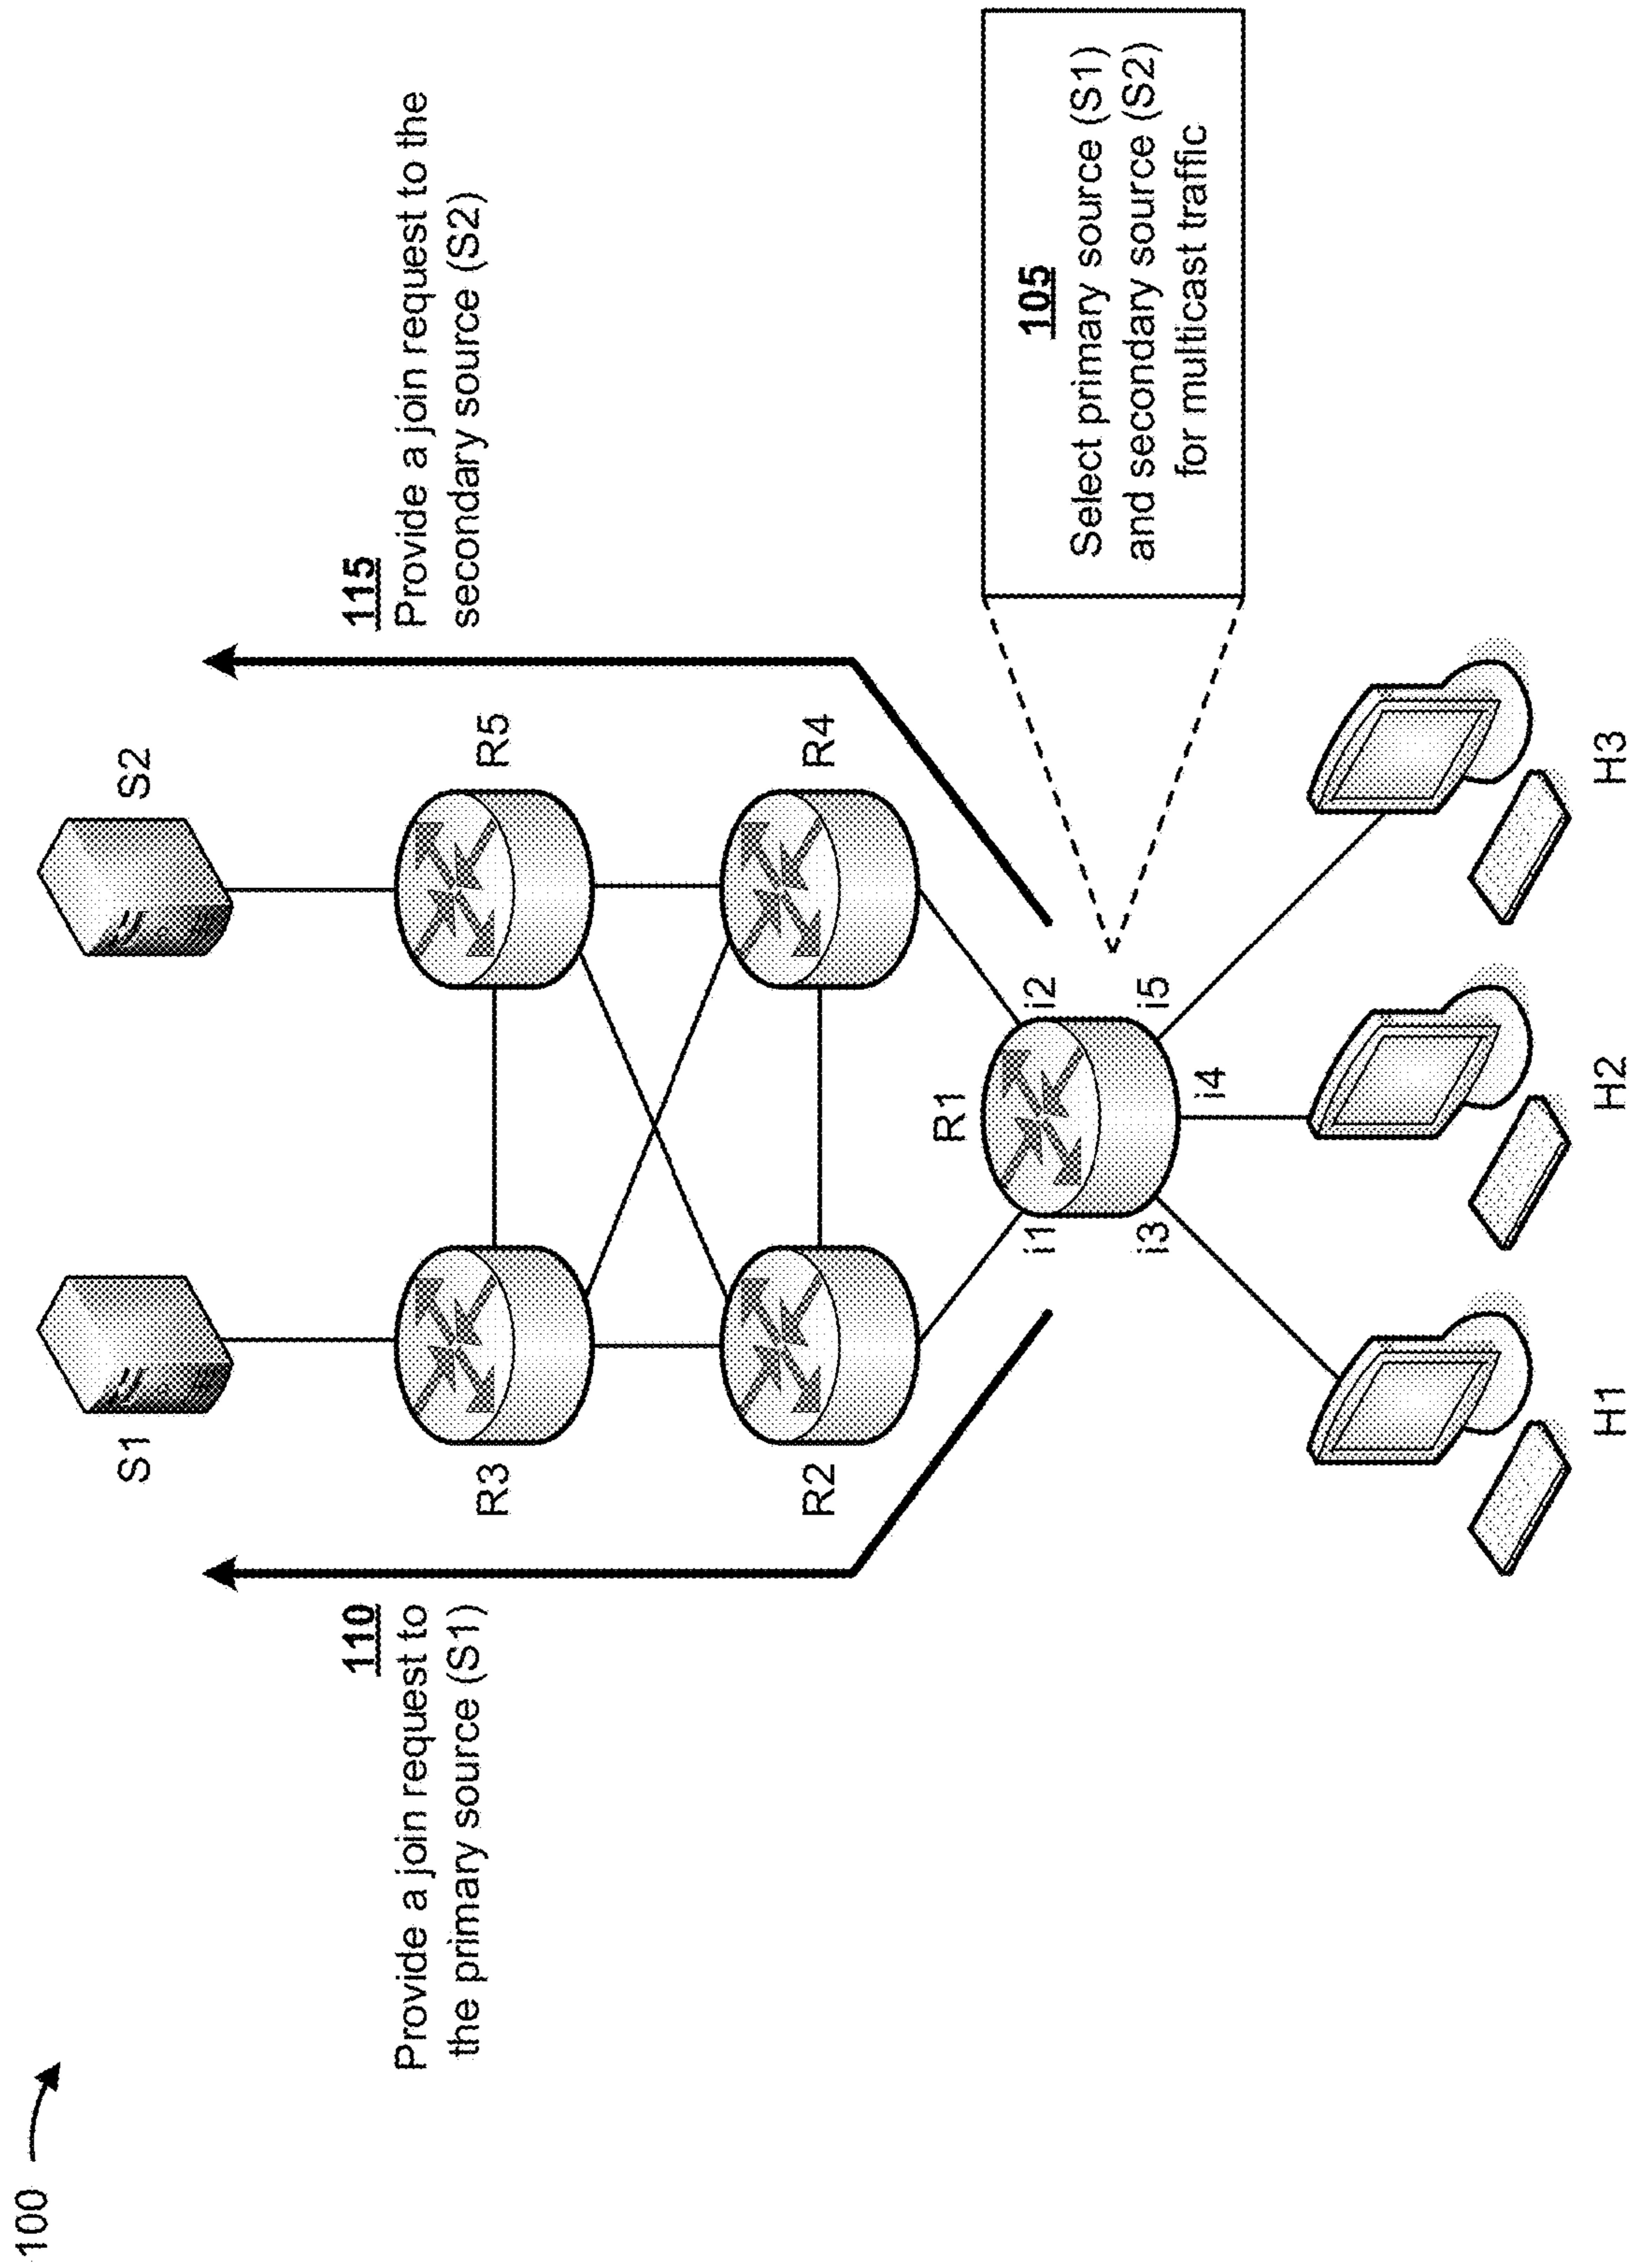 100
110
Provide a join request to
the primary source (S1)
S1
S2
115
Provide a join request to the
secondary source (S2)
R3
R5
R2
R4
R1
i1
i2
i3
i4
i5
105
Select primary source (S1)
and secondary source (S2)
for multicast traffic
H1
H2
H3